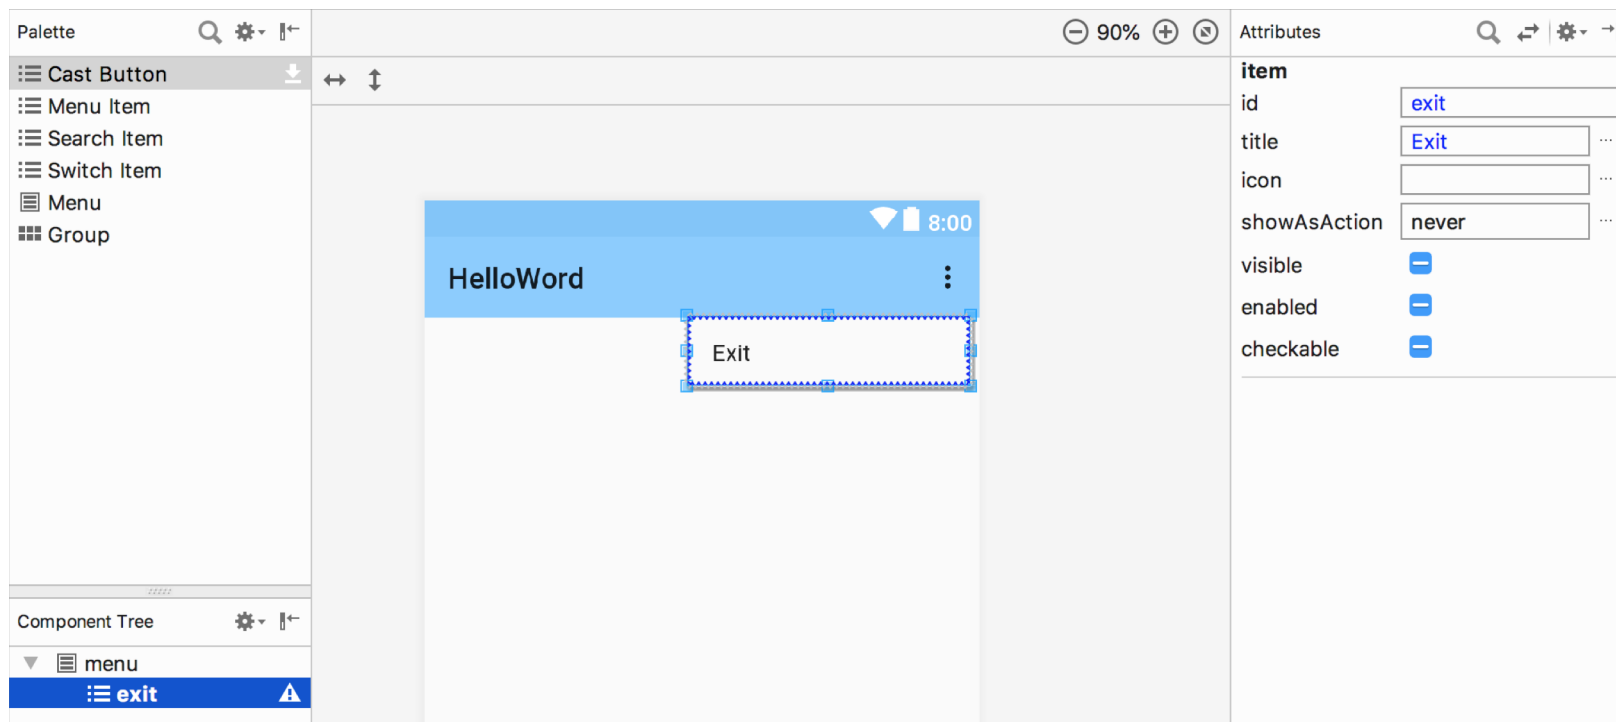 Palette
Cast Button
Menu Item
Search Item
Switch Item
Menu
Group
Component Tree
menu
exit
90%
8:00
HelloWord
Exit
Attributes
item
id exit
title Exit
icon
showAsAction never
visible
enabled
checkable